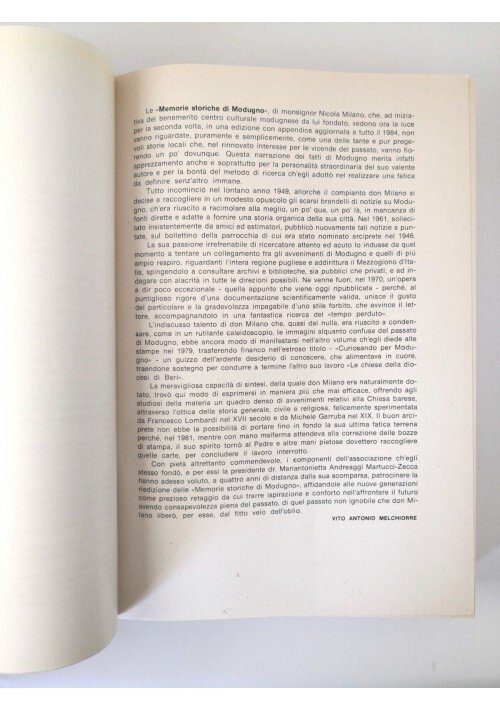 Le «Memorie storiche di Modugno», di monsignor Nicola Milano, che, ad inizia-
tiva del benemerito centro culturale modugnese da lui fondato, vedono ora la luce
per la seconda volta, in una edizione con appendice aggiornata a tutto il 1984, non
vanno riguardate, puramente e semplicemente, come una delle tante e pur prege-
voli storie locali che, nel rinnovato interesse per le vicende del passato, vanno fio-
rendo un po' dovunque. Questa narrazione dei fatti di Modugno merita infatti
apprezzamento anche e soprattutto per la personalità straordinaria del suo valente
autore e per la bontà del metodo di ricerca ch'egli adottò nel realizzare una fatica
da definire senz'altro immane.
Tutto incominciò nel lontano anno 1949, allorchè il compianto don Milano si
decise a raccogliere in un modesto opuscolo gli scarsi brandelli di notizie su Modu-
gno, ch'era riuscito a racimolare alla meglio, un po' qua, un po' là, in mancanza di
fonti dirette e adatte a fornire una storia organica della sua città. Nel 1961, solleci-
tato insistentemente da amici ed estimatori, pubblicò nuovamente tali notizie a pun-
tate, sul bollettino della parrocchia di cui era stato nominato arciprete nel 1946.
La sua passione irrefrenabile di ricercatore attento ed acuto lo indusse da quel
momento a tentare un collegamento fra gli avvenimenti di Modugno e quelli di più
ampio respiro, riguardanti l'intera regione pugliese e addirittura il Mezzogiorno d'Ita-
lia, spingendolo a consultare archivi e biblioteche, sia pubblici che privati, e ad inda-
gare con alacrità in tutte le direzioni possibili. Ne venne fuori, nel 1970, un'opera
a dir poco eccezionale - quella appunto che viene oggi ripubblicata - perché, al
puntiglioso rigore d'una documentazione scientificamente valida, unisce il gusto
del particolare e la gradevolezza impagabile d'uno stile forbito, che avvince il let-
tore, accompagnandolo in una fantastica ricerca del «tempo perduto».
L'indiscusso talento di don Milano che, quasi dal nulla, era riuscito a conden-
sare, come in un rutilante caleidoscopio, le immagini alquanto confuse del passato
di Modugno, ebbe ancora modo di manifestarsi nell'altro volume ch'egli diede alle
stampe nel 1979, trasferendo financo nell'estroso titolo - «Curiosando per Modu-
gno» - un guizzo dell'ardente desiderio di conoscere, che alimentava in cuore,
traendone sostegno per condurre a termine l'altro suo lavoro «Le chiese della dio-
cesi di Bari».
La meravigliosa capacità di sintesi, della quale don Milano era naturalmente do-
tato, trovò qui modo di esprimersi in maniera più che mai efficace, offrendo agli
studiosi della materia un quadro denso di avvenimenti relativi alla Chiesa barese,
attraverso l'ottica della storia generale, civile e religiosa, felicemente sperimentata
da Francesco Lombardi nel XVII secolo e da Michele Garruba nel XIX. Il buon arci-
prete non ebbe la possibilità di portare fino in fondo la sua ultima fatica terrena
perché, nel 1981, mentre con mano malferma attendeva alla correzione delle bozze
di stampa, fece ritorno al Padre e altre mani pietose dovettero raccogliere
quelle carte, per concludere il lavoro interrotto.
Con pietà altrettanto commendevole, i componenti dell'associazione ch'egli
stesso fondò, e per essi la presidente dr. Mariantonietta Andreaggi Martucci-Zecca
hanno adesso voluto, a quattro anni di distanza dalla sua scomparsa, patrocinare la
riedizione delle «Memorie storiche di Modugno», affidandole alle nuove generazioni
come prezioso retaggio da cui trarre ispirazione e conforto nell'affrontare il futuro
avendo consapevolezza piena del passato, di quel passato non ignobile che don Mi-
lano liberò, per esse, dal fitto velo dell'oblio.
VITO ANTONIO MELCHIORRE